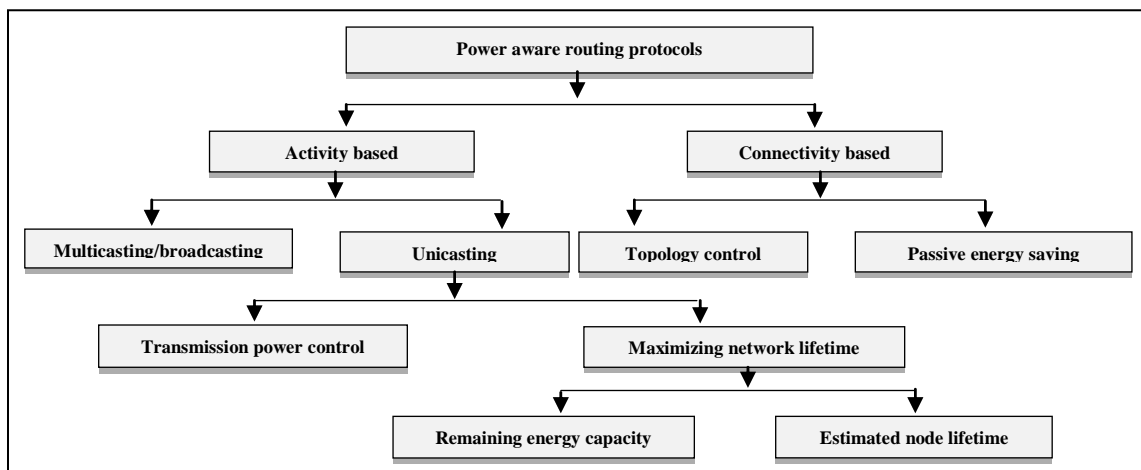 Power aware routing protocols
Activity based
Connectivity based
Multicasting/broadcasting
Unicasting
Topology control
Passive energy saving
Transmission power control
Maximizing network lifetime
Remaining energy capacity
Estimated node lifetime